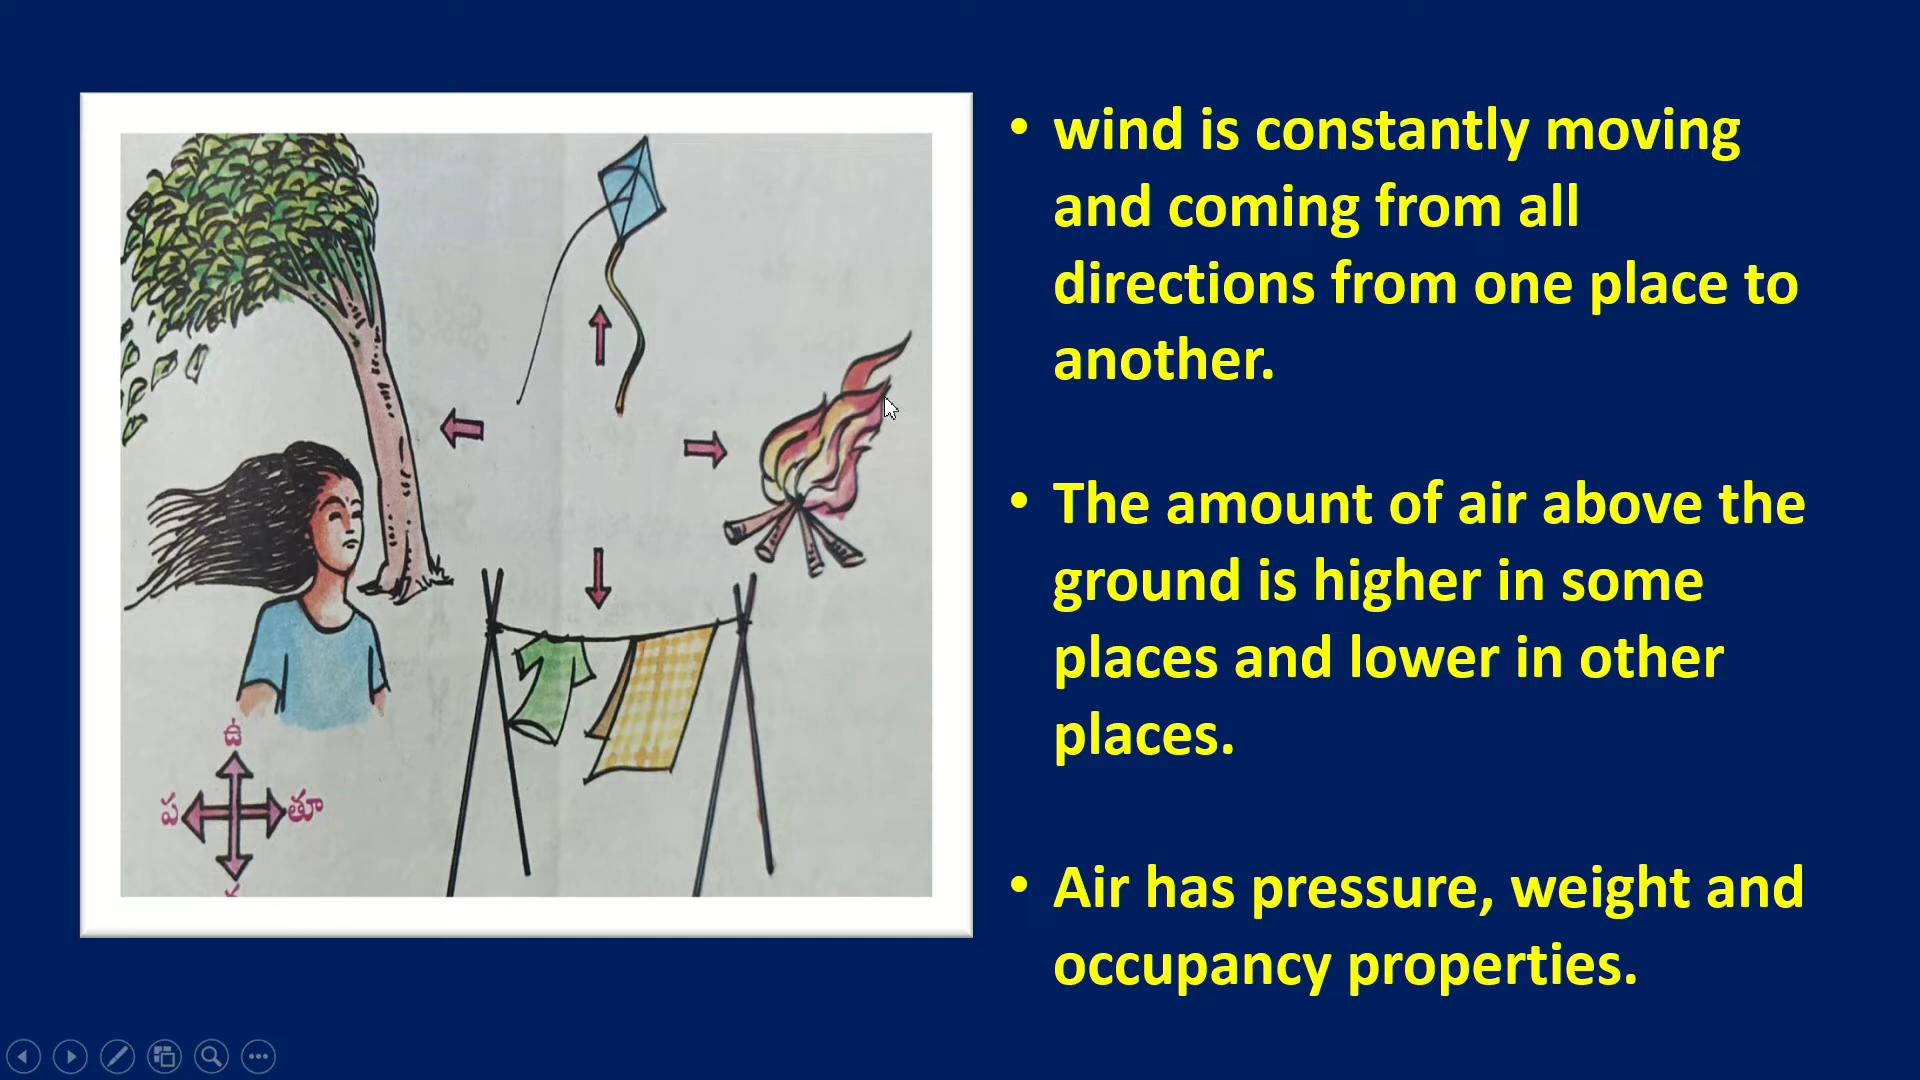 • wind is constantly moving
and coming from all
directions from one place to
another.
• The amount of air above the
ground is higher in some
places and lower in other
places.
• Air has pressure, weight and
occupancy properties.
ఉ
ప
తూ